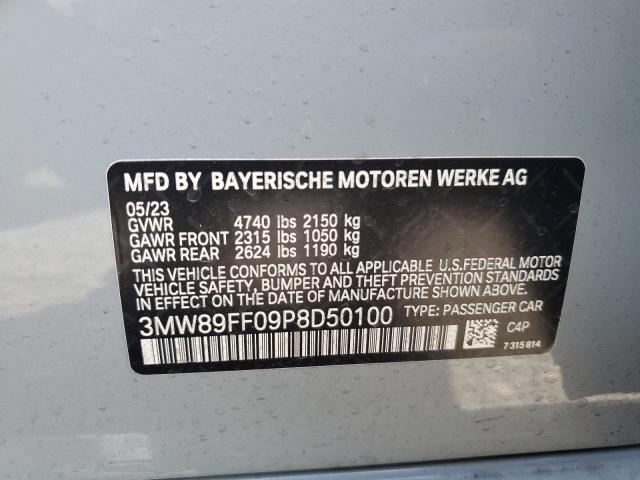 MFD BY BAYERISCHE MOTOREN WERKE AG
05/23
GVWR 4740 lbs 2150 kg
GAWR FRONT 2315 lbs 1050 kg
GAWR REAR 2624 lbs 1190 kg
THIS VEHICLE CONFORMS TO ALL APPLICABLE U.S.FEDERAL MOTOR
VEHICLE SAFETY, BUMPER AND THEFT PREVENTION STANDARDS
IN EFFECT ON THE DATE OF MANUFACTURE SHOWN ABOVE.
3MW89FF09P8D50100 TYPE: PASSENGER CAR
C4P
7 315 814